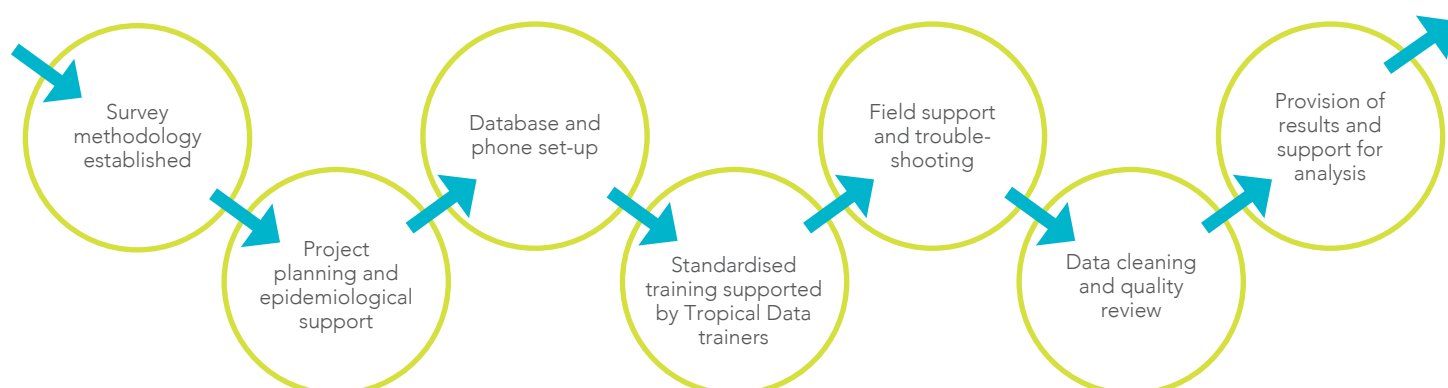 Survey
methodology
established
Project
planning and
epidemiological
support
Database and
phone set-up
Standardised
training supported
by Tropical Data
trainers
Field support
and trouble-
shooting
Data cleaning
and quality
review
Provision of
results and
support for
analysis